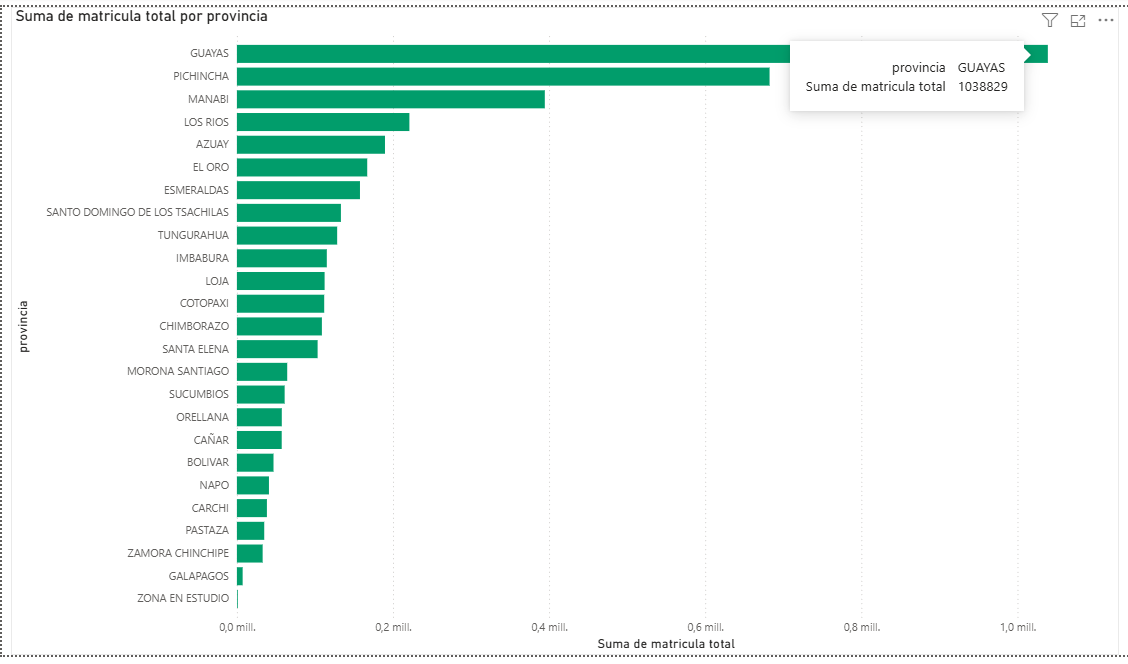 Suma de matricula total por provincia
provincia GUAYAS
Suma de matricula total 1038829
provincia
GUAYAS
PICHINCHA
MANABI
LOS RIOS
AZUAY
EL ORO
ESMERALDAS
SANTO DOMINGO DE LOS TSACHILAS
TUNGURAHUA
IMBABURA
LOJA
COTOPAXI
CHIMBORAZO
SANTA ELENA
MORONA SANTIAGO
SUCUMBIOS
ORELLANA
CAÑAR
BOLIVAR
NAPO
CARCHI
PASTAZA
ZAMORA CHINCHIPE
GALAPAGOS
ZONA EN ESTUDIO
0,0 mill. 0,2 mill. 0,4 mill. 0,6 mill. 0,8 mill. 1,0 mill.
Suma de matricula total